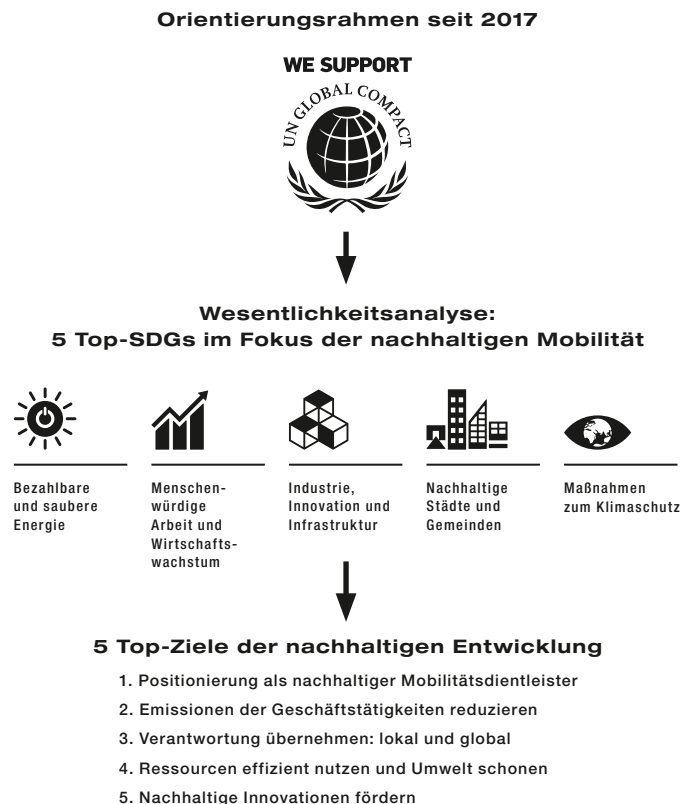 Orientierungsrahmen seit 2017
WE SUPPORT
UN GLOBAL COMPACT
Wesentlichkeitsanalyse:
5 Top-SDGs im Fokus der nachhaltigen Mobilität
Bezahlbare
und saubere
Energie
Menschen-
würdige
Arbeit und
Wirtschafts-
wachstum
Industrie,
Innovation und
Infrastruktur
Nachhaltige
Städte und
Gemeinden
Maßnahmen
zum Klimaschutz
5 Top-Ziele der nachhaltigen Entwicklung
1. Positionierung als nachhaltiger Mobilitätsdientleister
2. Emissionen der Geschäftstätigkeiten reduzieren
3. Verantwortung übernehmen: lokal und global
4. Ressourcen effizient nutzen und Umwelt schonen
5. Nachhaltige Innovationen fördern